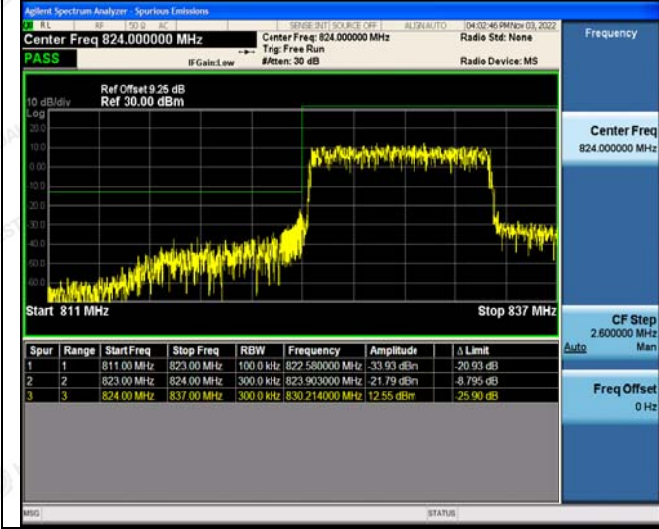 Agilent Spectrum Analyzer - Spurious Emissions
RL RF 50 Ω AC SENSE:INT SOURCE OFF ALIGN AUTO 04:02:46 PM Nov 03, 2022
Center Freq 824.000000 MHz Center Freq: 824.000000 MHz Radio Std: None
PASS IFGain:Low Trig: Free Run
#Atten: 30 dB Radio Device: MS
Frequency
Ref Offset 9.25 dB
10 dB/div Ref 30.00 dBm
Log
20.0
10.0
0.00
-10.0
-20.0
-30.0
-40.0
-50.0
-60.0
Start 811 MHz Stop 837 MHz
Center Freq
824.000000 MHz
CF Step
2.600000 MHz
Auto Man
Freq Offset
0 Hz
Spur Range Start Freq Stop Freq RBW Frequency Amplitude Δ Limit
1 1 811.00 MHz 823.00 MHz 100.0 kHz 822.580000 MHz -33.93 dBm -20.93 dB
2 2 823.00 MHz 824.00 MHz 300.0 kHz 823.903000 MHz -21.79 dBm -8.795 dB
3 3 824.00 MHz 837.00 MHz 300.0 kHz 830.214000 MHz 12.55 dBm -25.90 dB
MSG STATUS